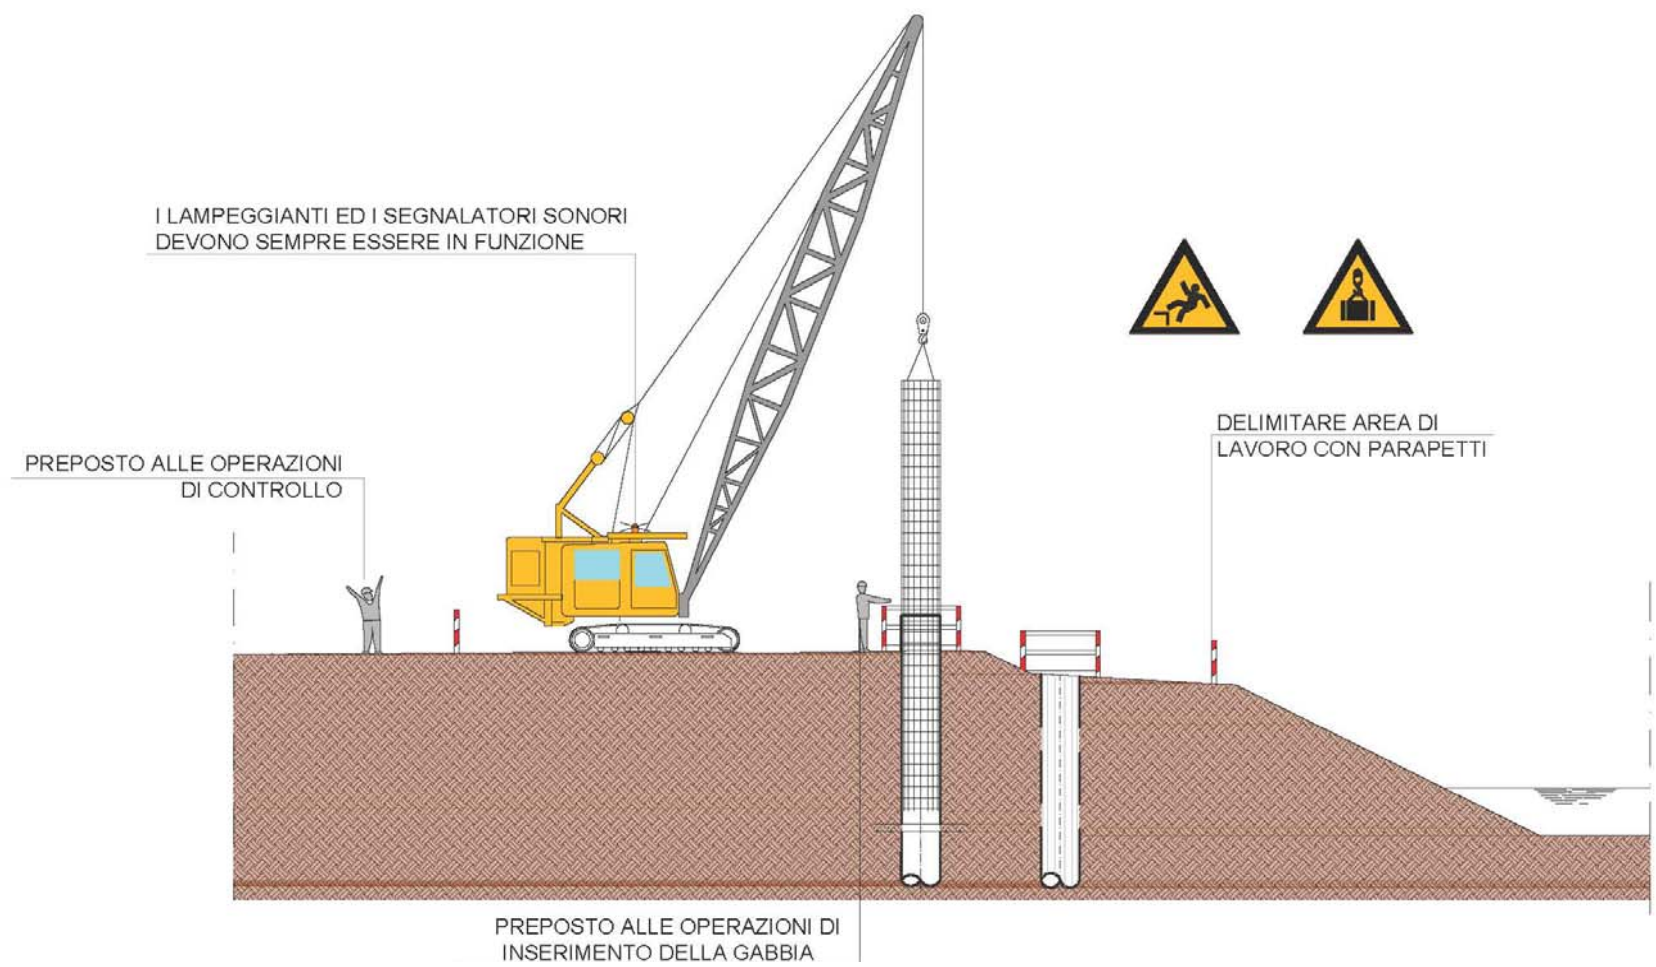 I LAMPEGGIANTI ED I SEGNALATORI SONORI
DEVONO SEMPRE ESSERE IN FUNZIONE
DELIMITARE AREA DI
LAVORO CON PARAPETTI
PREPOSTO ALLE OPERAZIONI
DI CONTROLLO
PREPOSTO ALLE OPERAZIONI DI
INSERIMENTO DELLA GABBIA